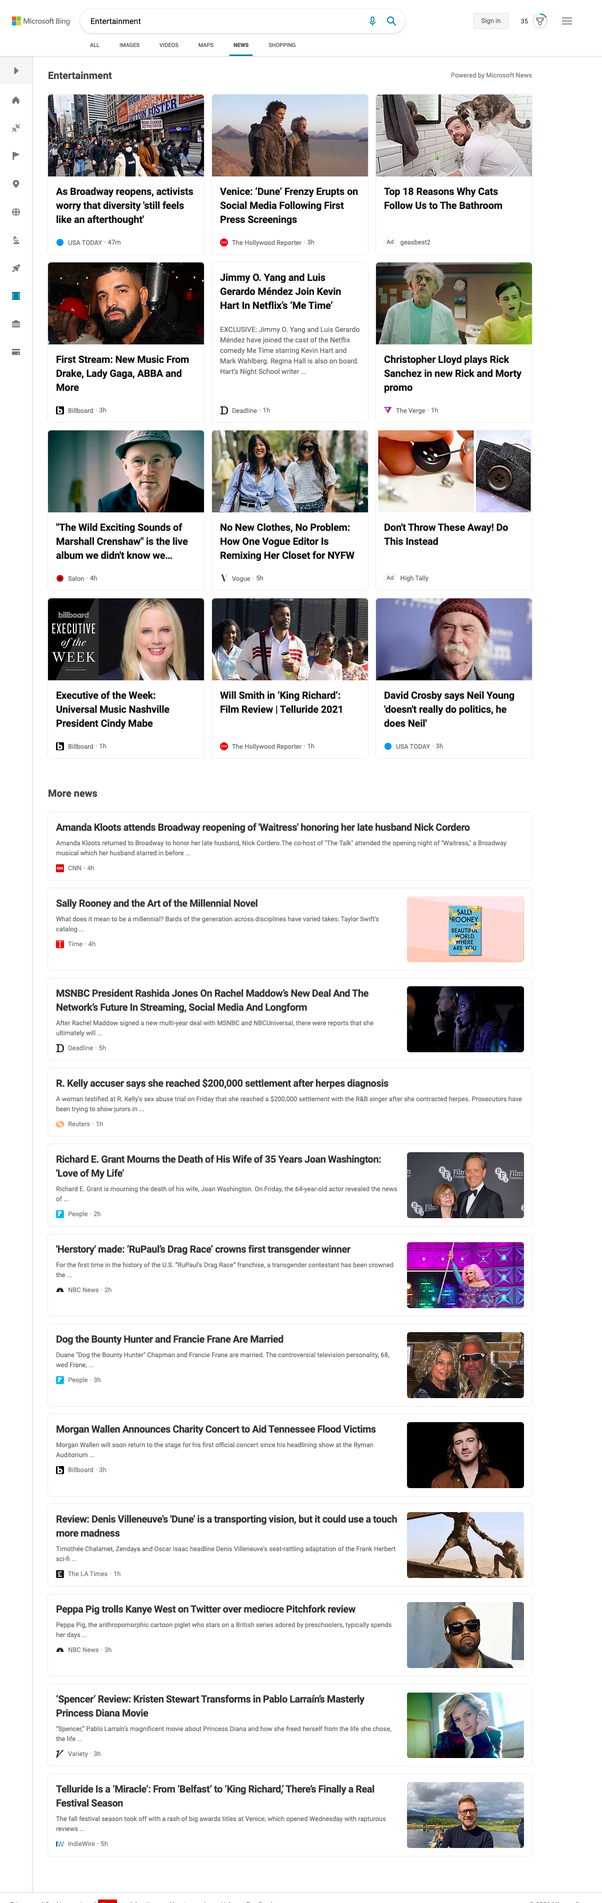 Microsoft Bing
Entertainment
Sign in
35
ALL
IMAGES
VIDEOS
MAPS
NEWS
SHOPPING
Entertainment
Powered by Microsoft News
As Broadway reopens, activists
worry that diversity 'still feels
like an afterthought'
USA TODAY · 47m
Venice: ‘Dune’ Frenzy Erupts on
Social Media Following First
Press Screenings
The Hollywood Reporter · 3h
Top 18 Reasons Why Cats
Follow Us to The Bathroom
Ad geasbest2
First Stream: New Music From
Drake, Lady Gaga, ABBA and
More
Billboard · 3h
Jimmy O. Yang and Luis
Gerardo Méndez Join Kevin
Hart In Netflix’s ‘Me Time’
EXCLUSIVE: Jimmy O. Yang and Luis Gerardo
Méndez have joined the cast of the Netflix
comedy Me Time starring Kevin Hart and
Mark Wahlberg. Regina Hall is also on board.
Hart’s Night School writer ...
Deadline · 1h
Christopher Lloyd plays Rick
Sanchez in new Rick and Morty
promo
The Verge · 1h
"The Wild Exciting Sounds of
Marshall Crenshaw" is the live
album we didn't know we...
Salon · 4h
No New Clothes, No Problem:
How One Vogue Editor Is
Remixing Her Closet for NYFW
Vogue · 5h
Don't Throw These Away! Do
This Instead
Ad High Tally
billboard
EXECUTIVE
of the
WEEK
Executive of the Week:
Universal Music Nashville
President Cindy Mabe
Billboard · 1h
Will Smith in ‘King Richard’:
Film Review | Telluride 2021
The Hollywood Reporter · 1h
David Crosby says Neil Young
'doesn't really do politics, he
does Neil'
USA TODAY · 3h
More news
Amanda Kloots attends Broadway reopening of 'Waitress' honoring her late husband Nick Cordero
Amanda Kloots returned to Broadway to honor her late husband, Nick Cordero.The co-host of "The Talk" attended the opening night of "Waitress," a Broadway
musical which her husband starred in before ...
CNN · 4h
Sally Rooney and the Art of the Millennial Novel
What does it mean to be a millennial? Bards of the generation across disciplines have varied takes: Taylor Swift's
catalog ...
Time · 4h
SALLY
ROONEY
BEAUTIFUL
WORLD,
WHERE
ARE YOU
MSNBC President Rashida Jones On Rachel Maddow’s New Deal And The
Network’s Future In Streaming, Social Media And Longform
After Rachel Maddow signed a new multi-year deal with MSNBC and NBCUniversal, there were reports that she
ultimately will ...
Deadline · 5h
R. Kelly accuser says she reached $200,000 settlement after herpes diagnosis
A woman testified at R. Kelly's sex abuse trial on Friday that she reached a $200,000 settlement with the R&B singer after she contracted herpes. Prosecutors have
been trying to show jurors in ...
Reuters · 1h
Richard E. Grant Mourns the Death of His Wife of 35 Years Joan Washington:
'Love of My Life'
Richard E. Grant is mourning the death of his wife, Joan Washington. On Friday, the 64-year-old actor revealed the news
of ...
People · 2h
'Herstory' made: ‘RuPaul’s Drag Race’ crowns first transgender winner
For the first time in the history of the U.S. “RuPaul’s Drag Race” franchise, a transgender contestant has been crowned
the ...
NBC News · 2h
Dog the Bounty Hunter and Francie Frane Are Married
Duane "Dog the Bounty Hunter" Chapman and Francie Frane are married. The controversial television personality, 68,
wed Frane, ...
People · 3h
Morgan Wallen Announces Charity Concert to Aid Tennessee Flood Victims
Morgan Wallen will soon return to the stage for his first official concert since his headlining show at the Ryman
Auditorium ...
Billboard · 3h
Review: Denis Villeneuve's 'Dune' is a transporting vision, but it could use a touch
more madness
Timothée Chalamet, Zendaya and Oscar Isaac headline Denis Villeneuve's seat-rattling adaptation of the Frank Herbert
sci-fi ...
The LA Times · 1h
Peppa Pig trolls Kanye West on Twitter over mediocre Pitchfork review
Peppa Pig, the anthropomorphic cartoon piglet who stars on a British series adored by preschoolers, typically spends
her days ...
NBC News · 3h
‘Spencer’ Review: Kristen Stewart Transforms in Pablo Larraín’s Masterly
Princess Diana Movie
“Spencer,” Pablo Larraín’s magnificent movie about Princess Diana and how she freed herself from the life she chose,
the life ...
Variety · 3h
Telluride Is a ‘Miracle’: From ‘Belfast’ to ‘King Richard,’ There’s Finally a Real
Festival Season
The fall festival season took off with a rash of big awards titles at Venice, which opened Wednesday with rapturous
reviews ...
IndieWire · 5h